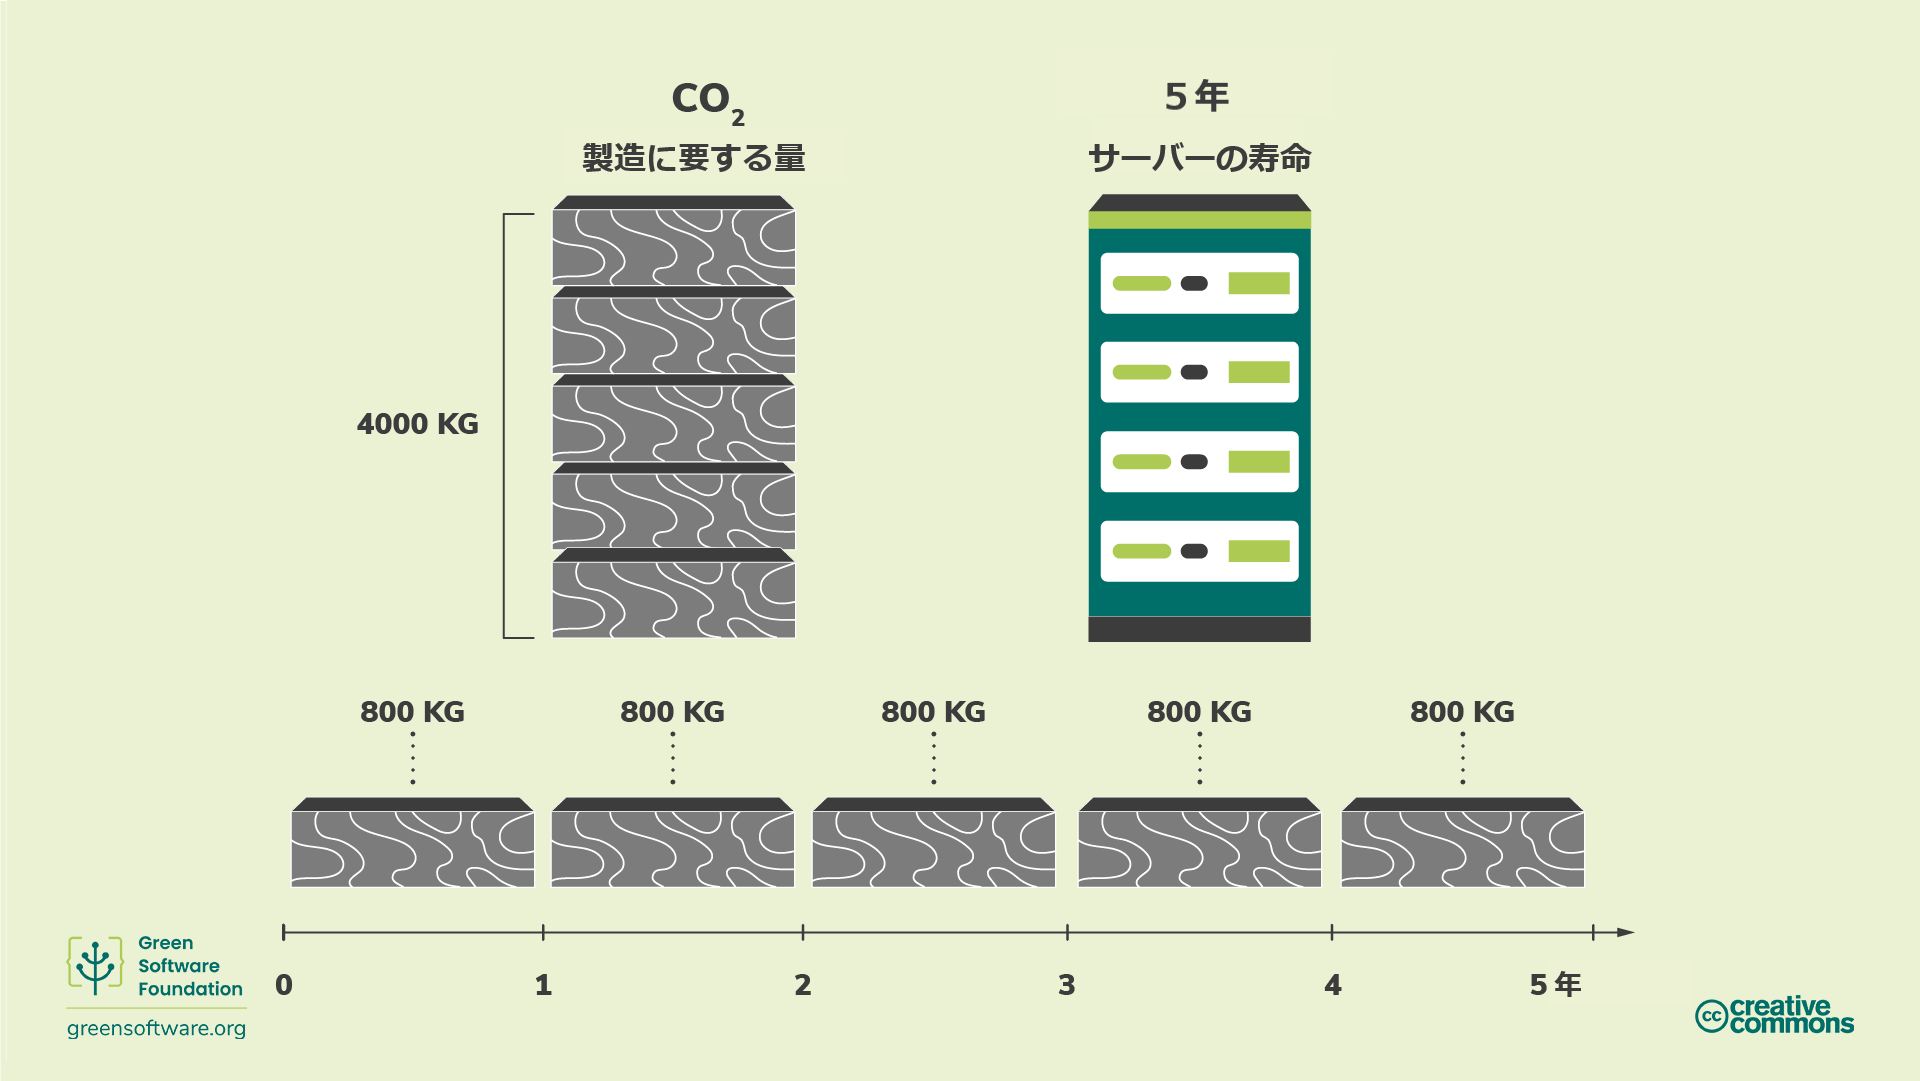 CO₂
製造に要する量
5年
サーバーの寿命
4000 KG
800 KG
800 KG
800 KG
800 KG
800 KG
0
1
2
3
4
5年
Green
Software
Foundation
greensoftware.org
cc creative
commons